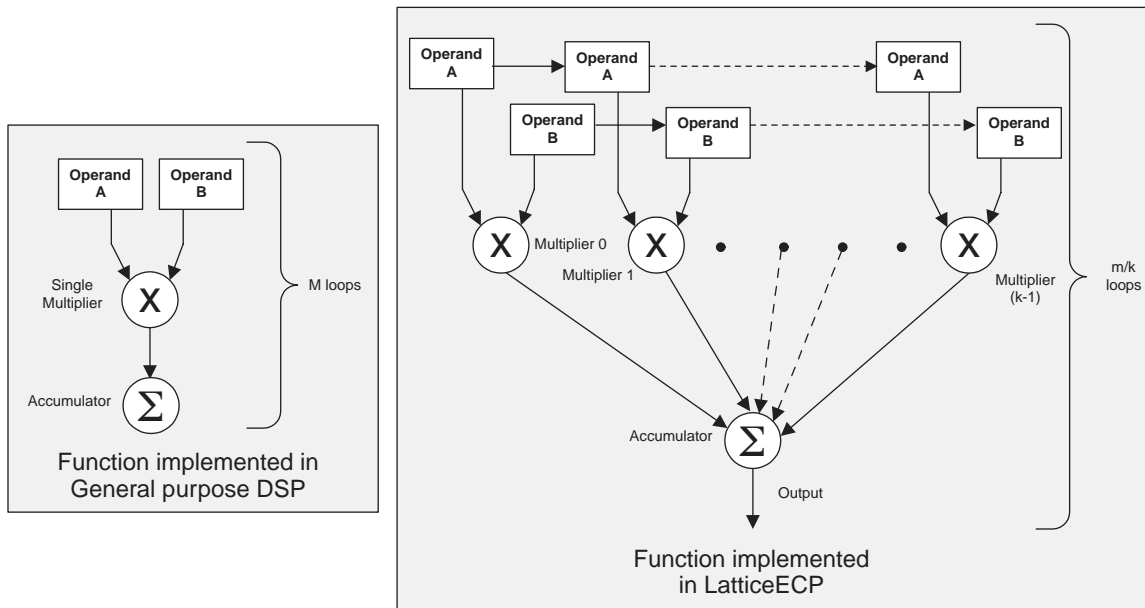 Operand
A
Operand
B
Single
Multiplier
X
M loops
Accumulator
Σ
Function implemented in
General purpose DSP
Operand
A
Operand
A
Operand
A
Operand
B
Operand
B
Operand
B
X
Multiplier 0
X
Multiplier 1
X
Multiplier
(k-1)
m/k
loops
Accumulator
Σ
Output
Function implemented
in LatticeECP